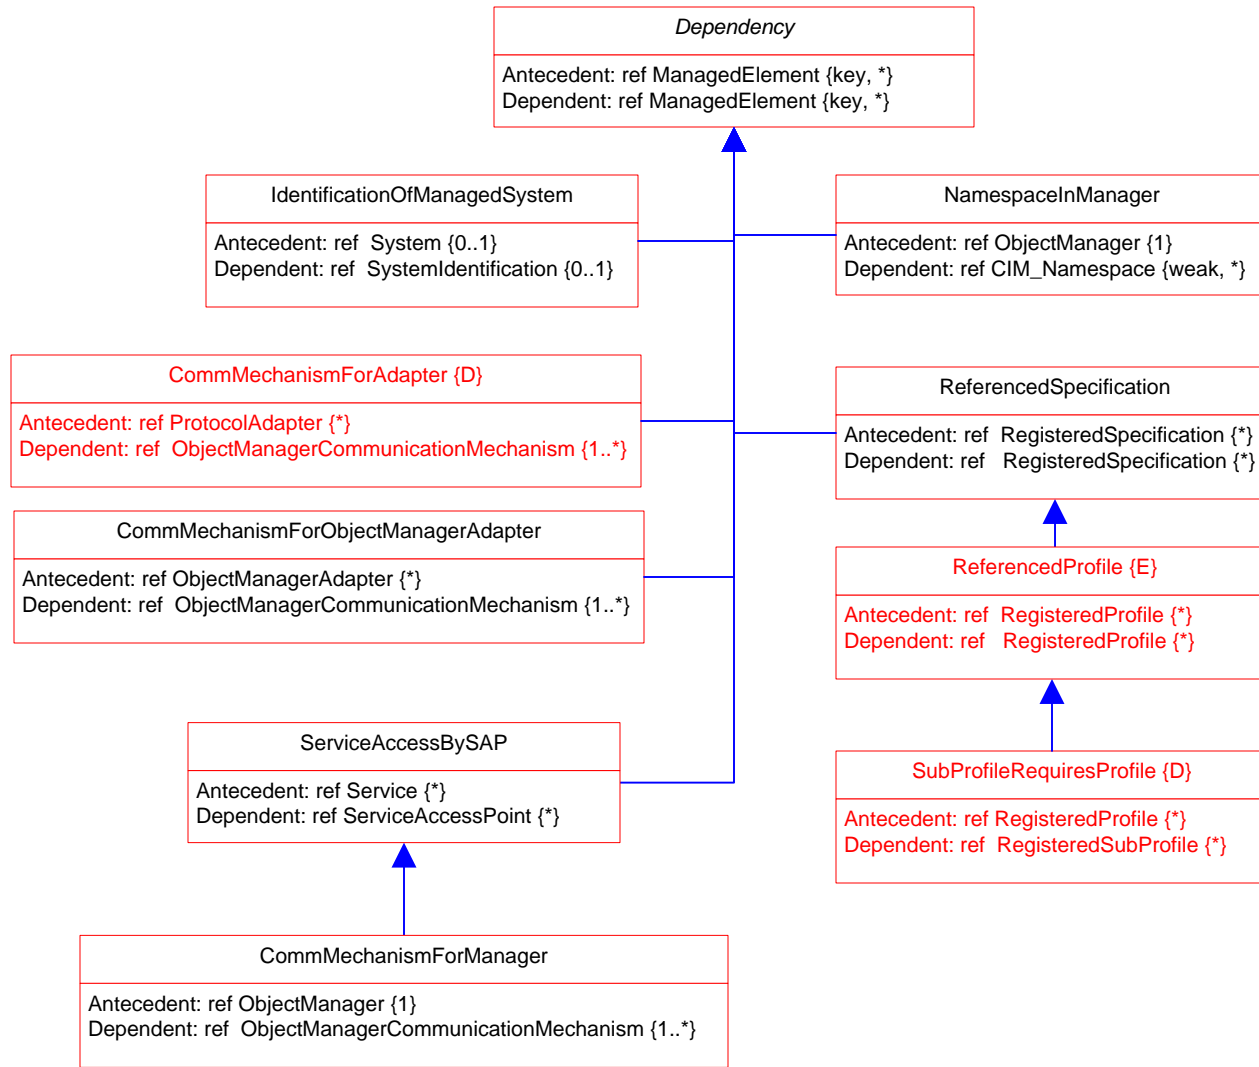 Dependency
Antecedent: ref ManagedElement {key, *}
Dependent: ref ManagedElement {key, *}
IdentificationOfManagedSystem
Antecedent: ref System {0..1}
Dependent: ref SystemIdentification {0..1}
NamespaceInManager
Antecedent: ref ObjectManager {1}
Dependent: ref CIM_Namespace {weak, *}
CommMechanismForAdapter {D}
Antecedent: ref ProtocolAdapter {*}
Dependent: ref ObjectManagerCommunicationMechanism {1..*}
ReferencedSpecification
Antecedent: ref RegisteredSpecification {*}
Dependent: ref RegisteredSpecification {*}
CommMechanismForObjectManagerAdapter
Antecedent: ref ObjectManagerAdapter {*}
Dependent: ref ObjectManagerCommunicationMechanism {1..*}
ReferencedProfile {E}
Antecedent: ref RegisteredProfile {*}
Dependent: ref RegisteredProfile {*}
ServiceAccessBySAP
Antecedent: ref Service {*}
Dependent: ref ServiceAccessPoint {*}
SubProfileRequiresProfile {D}
Antecedent: ref RegisteredProfile {*}
Dependent: ref RegisteredSubProfile {*}
CommMechanismForManager
Antecedent: ref ObjectManager {1}
Dependent: ref ObjectManagerCommunicationMechanism {1..*}